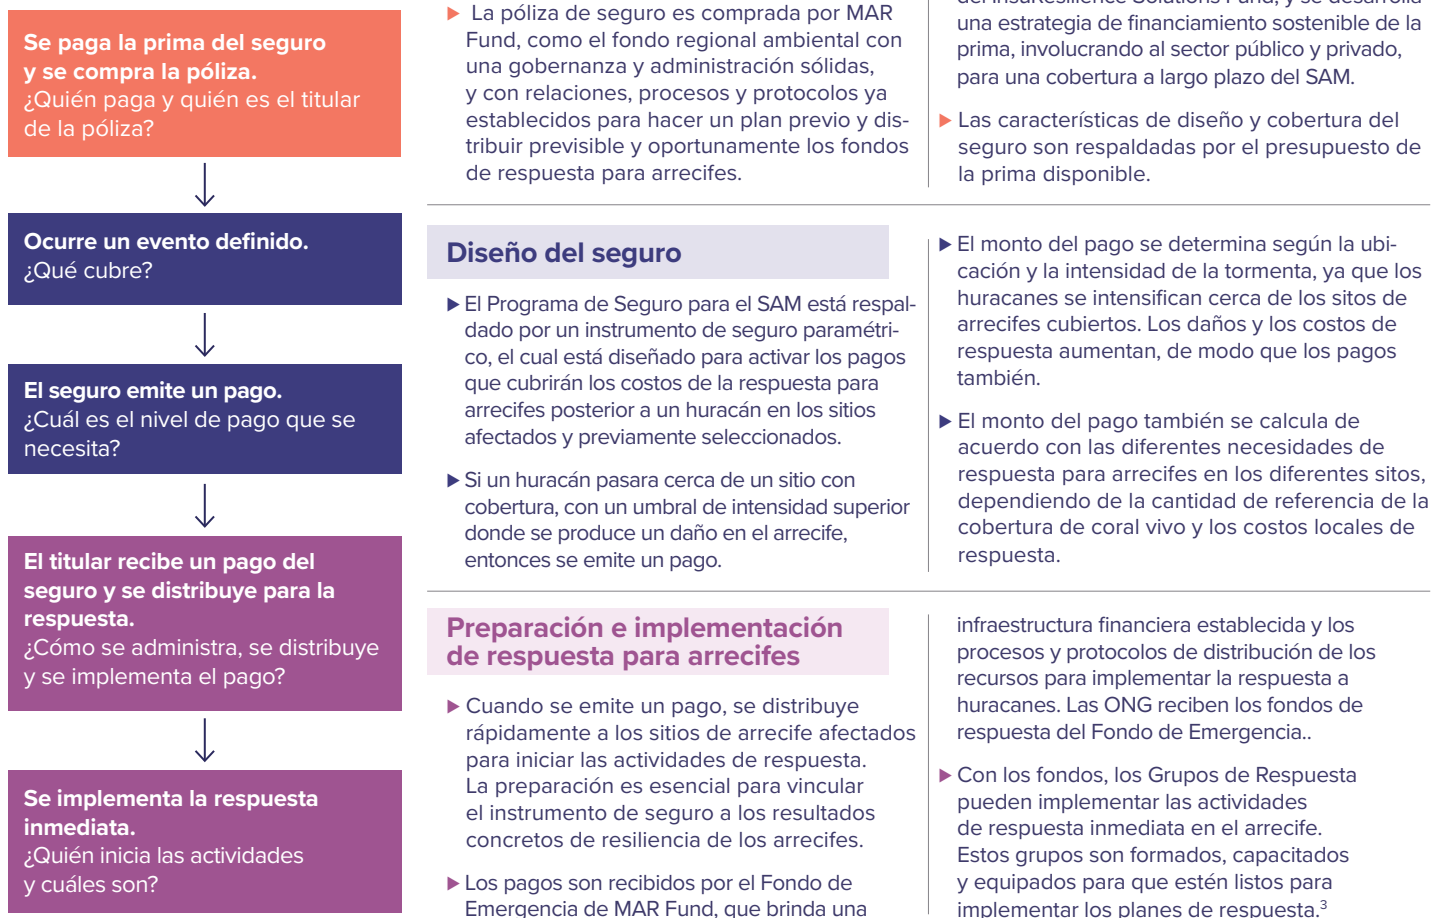 Se paga la prima del seguro
y se compra la póliza.
¿Quién paga y quién es el titular
de la póliza?
Ocurre un evento definido.
¿Qué cubre?
El seguro emite un pago.
¿Cuál es el nivel de pago que se
necesita?
El titular recibe un pago del
seguro y se distribuye para la
respuesta.
¿Cómo se administra, se distribuye
y se implementa el pago?
Se implementa la respuesta
inmediata.
¿Quién inicia las actividades
y cuáles son?
▶ La póliza de seguro es comprada por MAR
Fund, como el fondo regional ambiental con
una gobernanza y administración sólidas,
y con relaciones, procesos y protocolos ya
establecidos para hacer un plan previo y dis-
tribuir previsible y oportunamente los fondos
de respuesta para arrecifes.
del InsuResilience Solutions Fund, y se desarrolla
una estrategia de financiamiento sostenible de la
prima, involucrando al sector público y privado,
para una cobertura a largo plazo del SAM.
▶ Las características de diseño y cobertura del
seguro son respaldadas por el presupuesto de
la prima disponible.
Diseño del seguro
▶ El Programa de Seguro para el SAM está respal-
dado por un instrumento de seguro paramétri-
co, el cual está diseñado para activar los pagos
que cubrirán los costos de la respuesta para
arrecifes posterior a un huracán en los sitios
afectados y previamente seleccionados.
▶ Si un huracán pasara cerca de un sitio con
cobertura, con un umbral de intensidad superior
donde se produce un daño en el arrecife,
entonces se emite un pago.
▶ El monto del pago se determina según la ubi-
cación y la intensidad de la tormenta, ya que los
huracanes se intensifican cerca de los sitos de
arrecifes cubiertos. Los daños y los costos de
respuesta aumentan, de modo que los pagos
también.
▶ El monto del pago también se calcula de
acuerdo con las diferentes necesidades de
respuesta para arrecifes en los diferentes sitos,
dependiendo de la cantidad de referencia de la
cobertura de coral vivo y los costos locales de
respuesta.
Preparación e implementación
de respuesta para arrecifes
▶ Cuando se emite un pago, se distribuye
rápidamente a los sitios de arrecife afectados
para iniciar las actividades de respuesta.
La preparación es esencial para vincular
el instrumento de seguro a los resultados
concretos de resiliencia de los arrecifes.
▶ Los pagos son recibidos por el Fondo de
Emergencia de MAR Fund, que brinda una
infraestructura financiera establecida y los
procesos y protocolos de distribución de los
recursos para implementar la respuesta a
huracanes. Las ONG reciben los fondos de
respuesta del Fondo de Emergencia..
▶ Con los fondos, los Grupos de Respuesta
pueden implementar las actividades
de respuesta inmediata en el arrecife.
Estos grupos son formados, capacitados
y equipados para que estén listos para
implementar los planes de respuesta.³